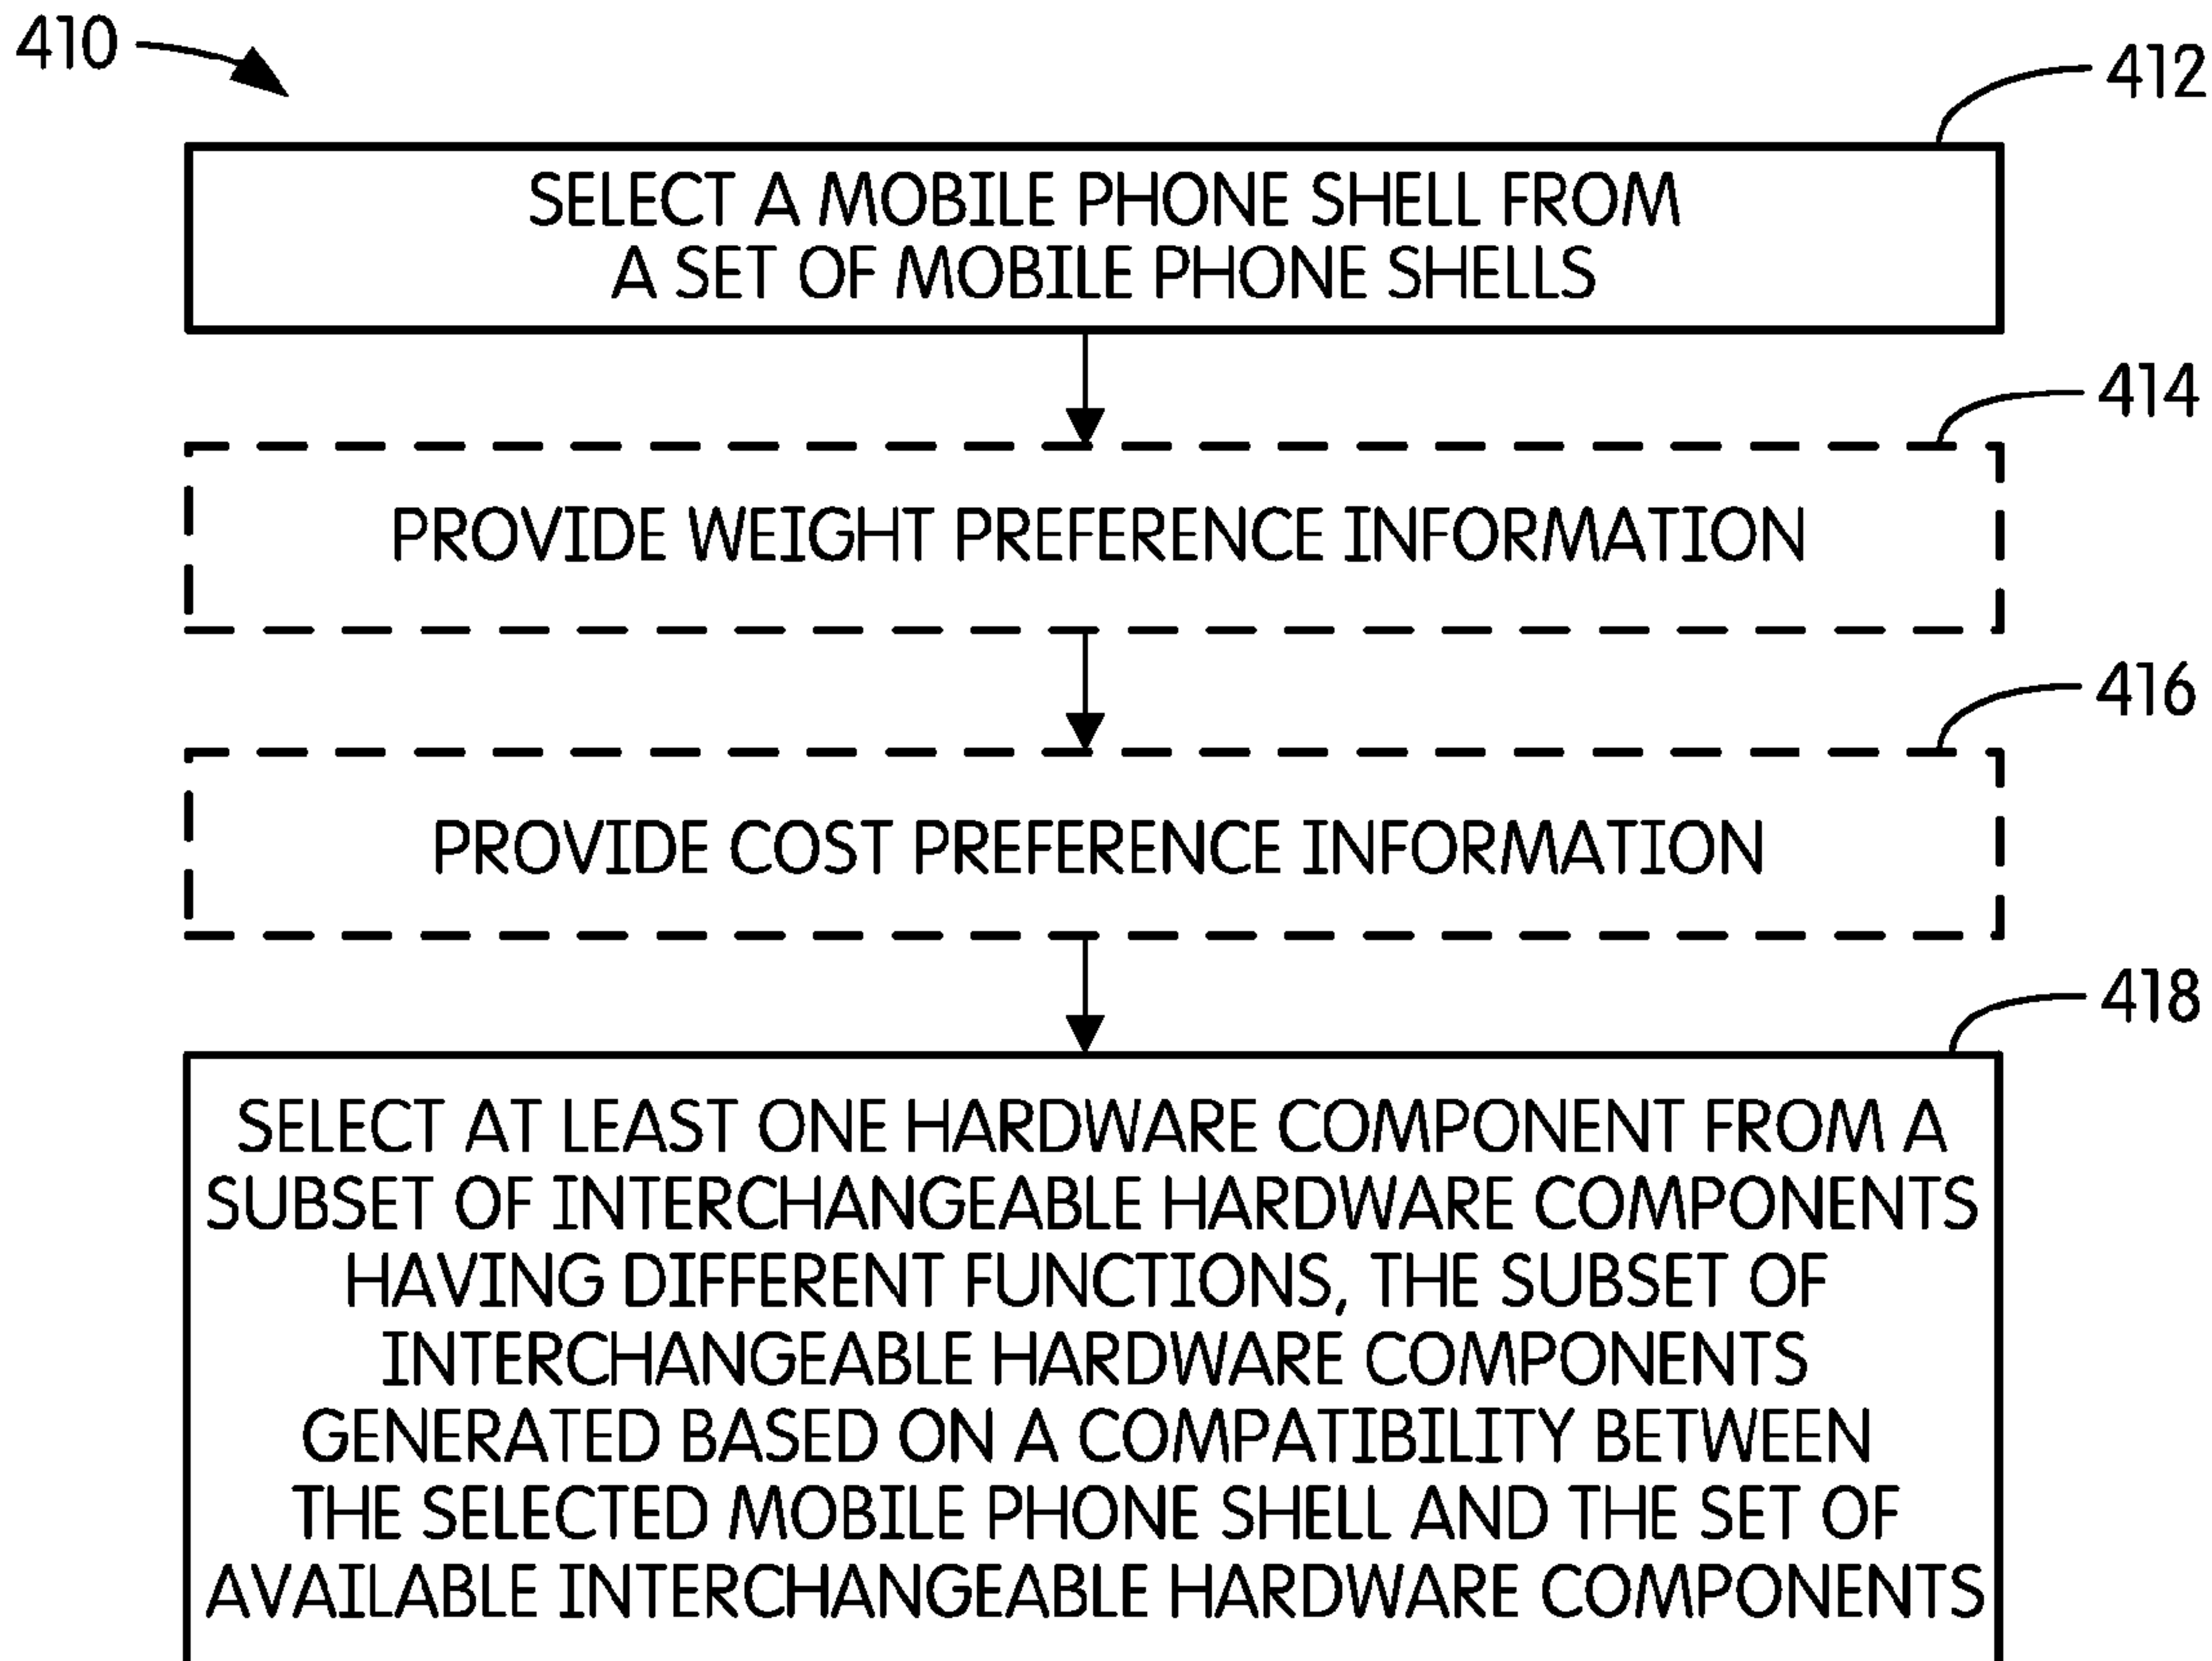 410
412
SELECT A MOBILE PHONE SHELL FROM
A SET OF MOBILE PHONE SHELLS
414
PROVIDE WEIGHT PREFERENCE INFORMATION
416
PROVIDE COST PREFERENCE INFORMATION
418
SELECT AT LEAST ONE HARDWARE COMPONENT FROM A
SUBSET OF INTERCHANGEABLE HARDWARE COMPONENTS
HAVING DIFFERENT FUNCTIONS, THE SUBSET OF
INTERCHANGEABLE HARDWARE COMPONENTS
GENERATED BASED ON A COMPATIBILITY BETWEEN
THE SELECTED MOBILE PHONE SHELL AND THE SET OF
AVAILABLE INTERCHANGEABLE HARDWARE COMPONENTS